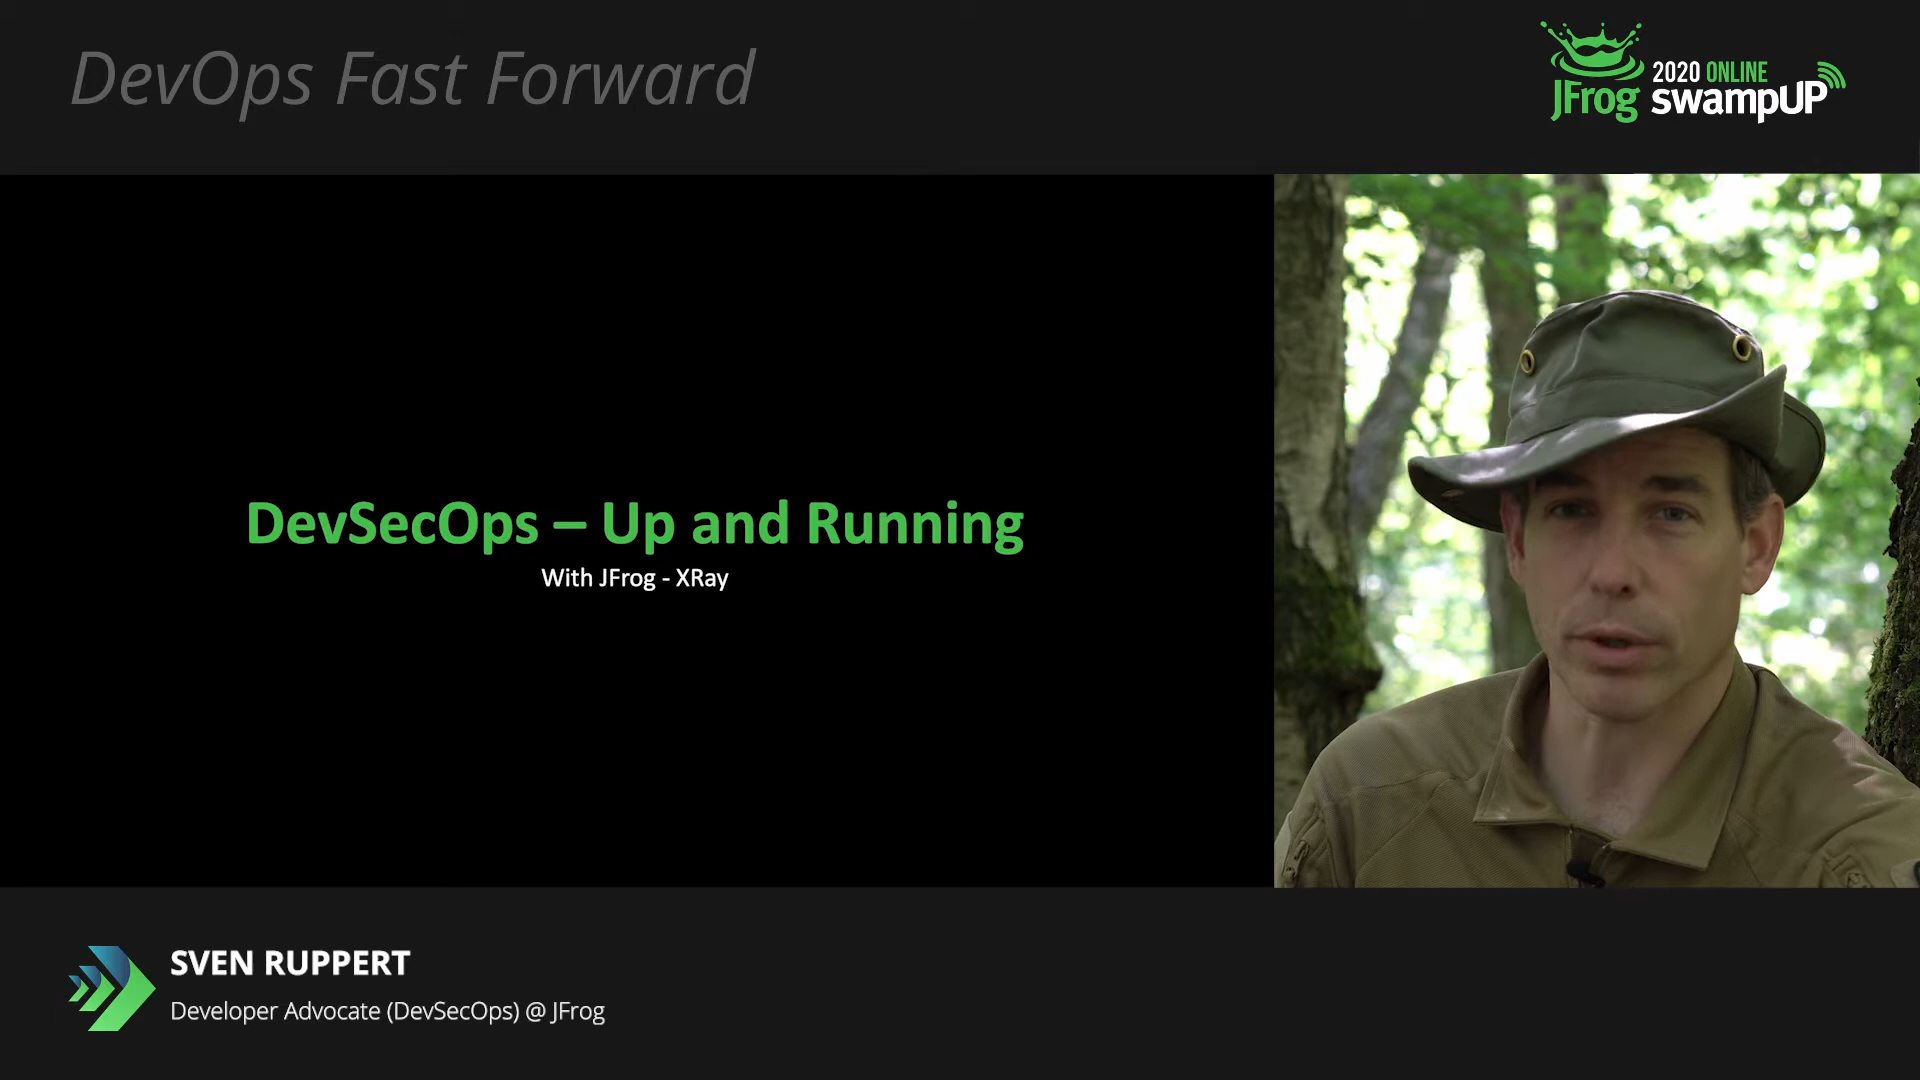 DevOps Fast Forward
2020 ONLINE
JFrog swampUP
DevSecOps – Up and Running
With JFrog - XRay
SVEN RUPPERT
Developer Advocate (DevSecOps) @ JFrog